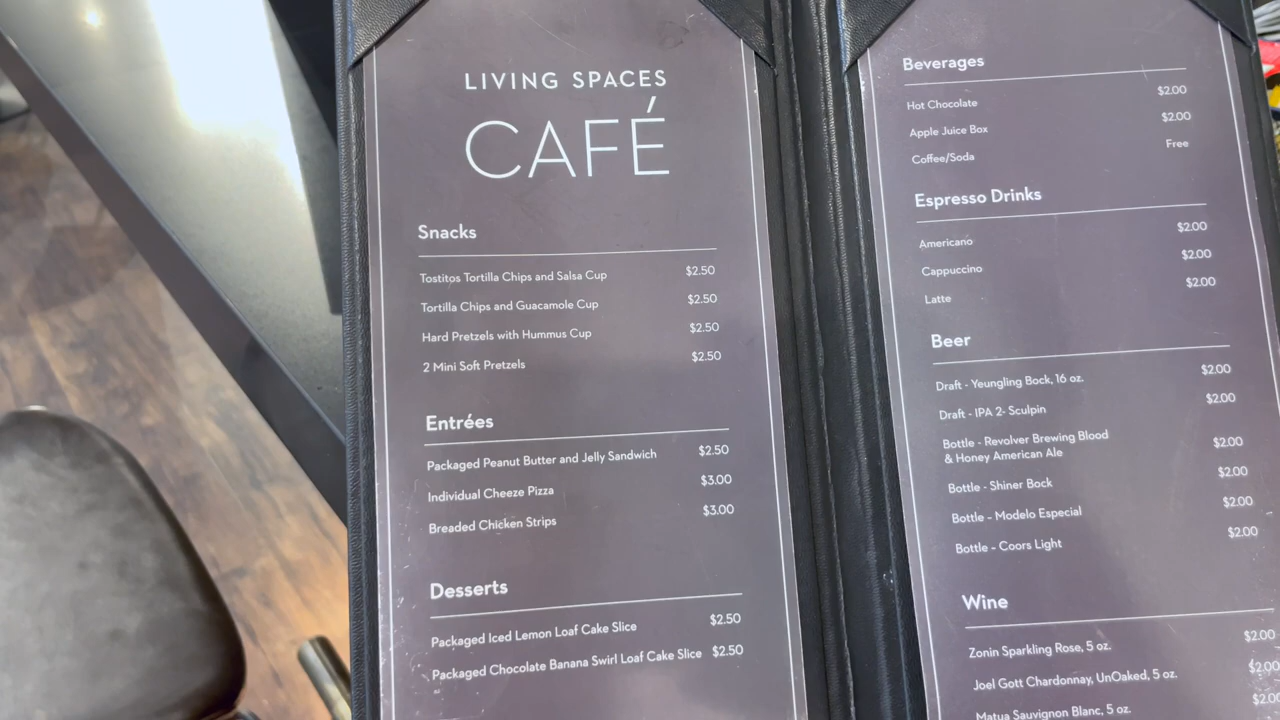 LIVING SPACES
CAFÉ
Snacks
Tostitos Tortilla Chips and Salsa Cup $2.50
Tortilla Chips and Guacamole Cup $2.50
Hard Pretzels with Hummus Cup $2.50
2 Mini Soft Pretzels $2.50
Entrées
Packaged Peanut Butter and Jelly Sandwich $2.50
Individual Cheeze Pizza $3.00
Breaded Chicken Strips $3.00
Desserts
Packaged Iced Lemon Loaf Cake Slice $2.50
Packaged Chocolate Banana Swirl Loaf Cake Slice $2.50
Beverages
Hot Chocolate $2.00
Apple Juice Box $2.00
Coffee/Soda Free
Espresso Drinks
Americano $2.00
Cappuccino $2.00
Latte $2.00
Beer
Draft - Yeungling Bock, 16 oz. $2.00
Draft - IPA 2- Sculpin $2.00
Bottle - Revolver Brewing Blood
& Honey American Ale $2.00
Bottle - Shiner Bock $2.00
Bottle - Modelo Especial $2.00
Bottle - Coors Light $2.00
Wine
Zonin Sparkling Rose, 5 oz. $2.00
Joel Gott Chardonnay, UnOaked, 5 oz. $2.00
Matua Sauvignon Blanc, 5 oz. $2.00